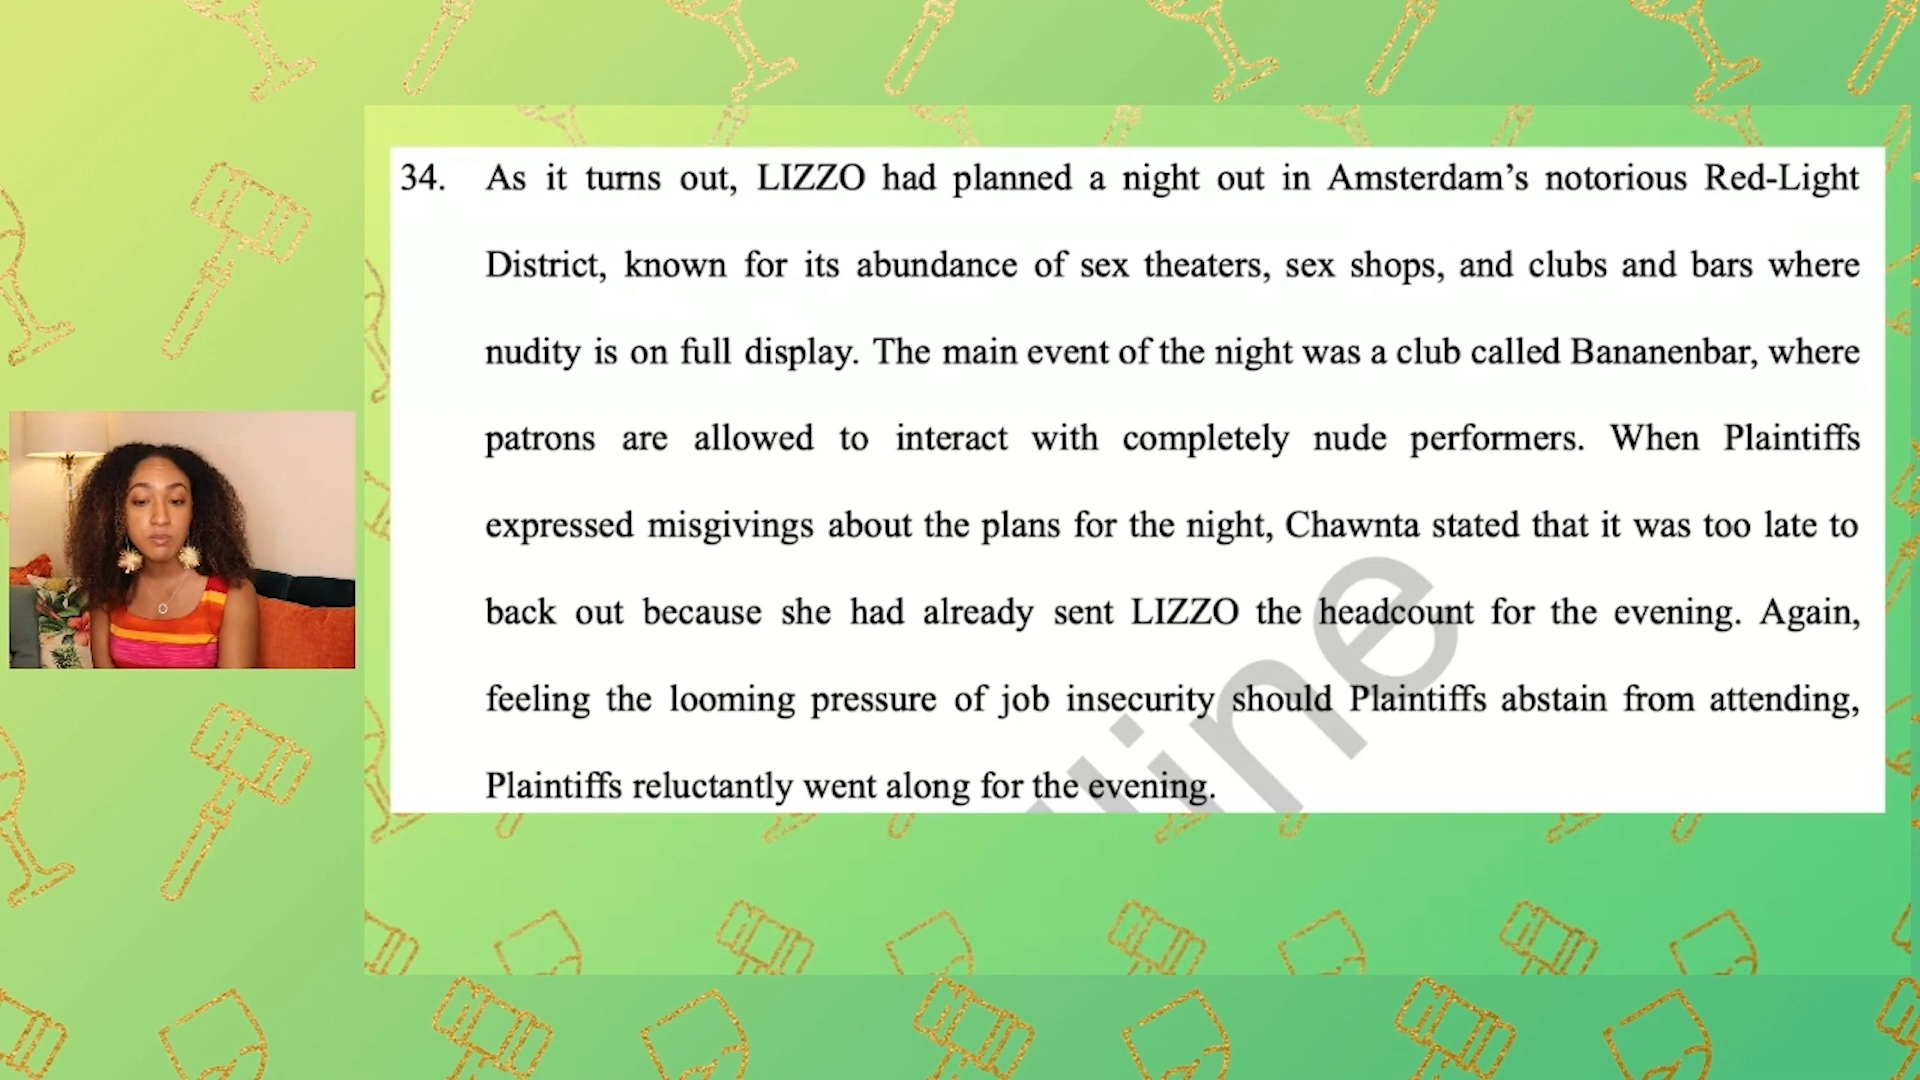 34. As it turns out, LIZZO had planned a night out in Amsterdam’s notorious Red-Light
District, known for its abundance of sex theaters, sex shops, and clubs and bars where
nudity is on full display. The main event of the night was a club called Bananenbar, where
patrons are allowed to interact with completely nude performers. When Plaintiffs
expressed misgivings about the plans for the night, Chawnta stated that it was too late to
back out because she had already sent LIZZO the headcount for the evening. Again,
feeling the looming pressure of job insecurity should Plaintiffs abstain from attending,
Plaintiffs reluctantly went along for the evening.
line